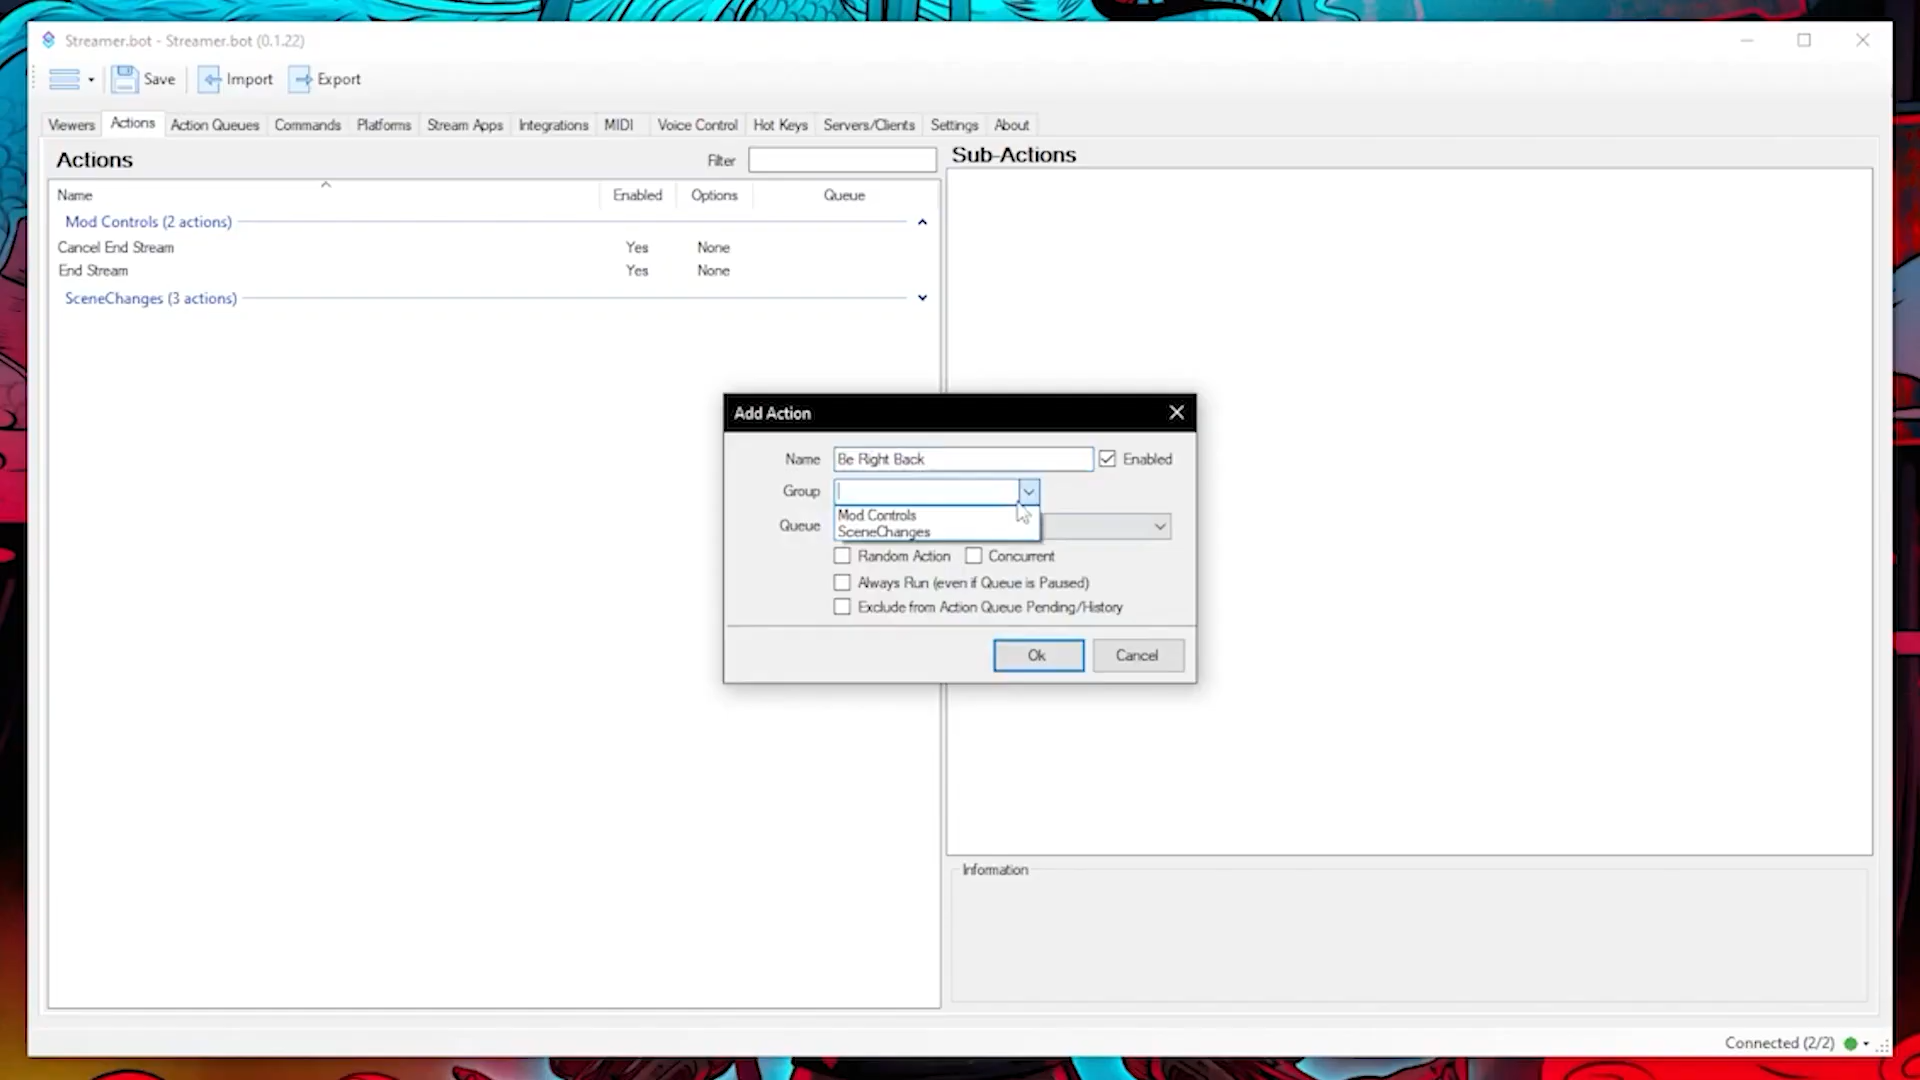 Streamer.bot - Streamer.bot (0.1.22)
Save Import Export
Viewers Actions Action Queues Commands Platforms Stream Apps Integrations MIDI Voice Control Hot Keys Servers/Clients Settings About
Actions Filter
Name Enabled Options Queue
Mod Controls (2 actions)
Cancel End Stream Yes None
End Stream Yes None
SceneChanges (3 actions)
Sub-Actions
Add Action
Name Be Right Back Enabled
Group
Mod Controls
SceneChanges
Queue
Random Action Concurrent
Always Run (even if Queue is Paused)
Exclude from Action Queue Pending/History
Ok Cancel
Information
Connected (2/2)